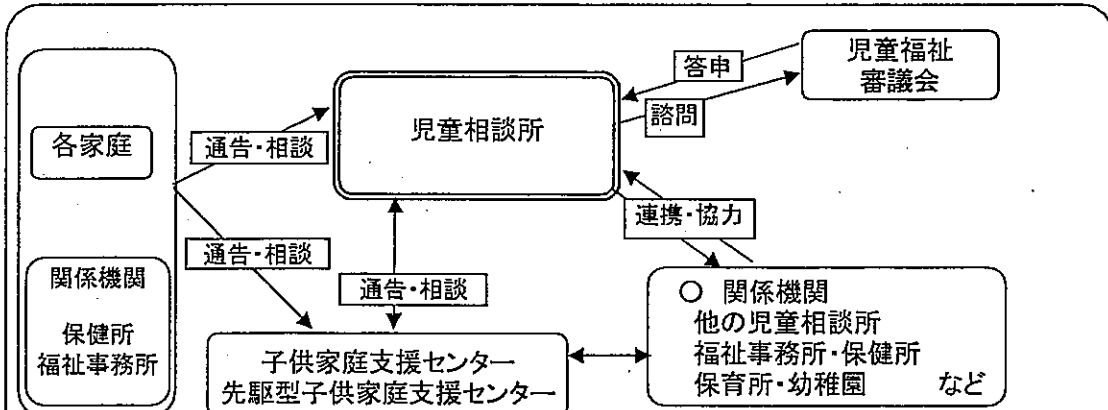 各家庭
関係機関
保健所
福祉事務所
通告・相談
通告・相談
児童相談所
答申
諮問
児童福祉
審議会
連携・協力
通告・相談
子供家庭支援センター
先駆型子供家庭支援センター
○ 関係機関
他の児童相談所
福祉事務所・保健所
保育所・幼稚園 など